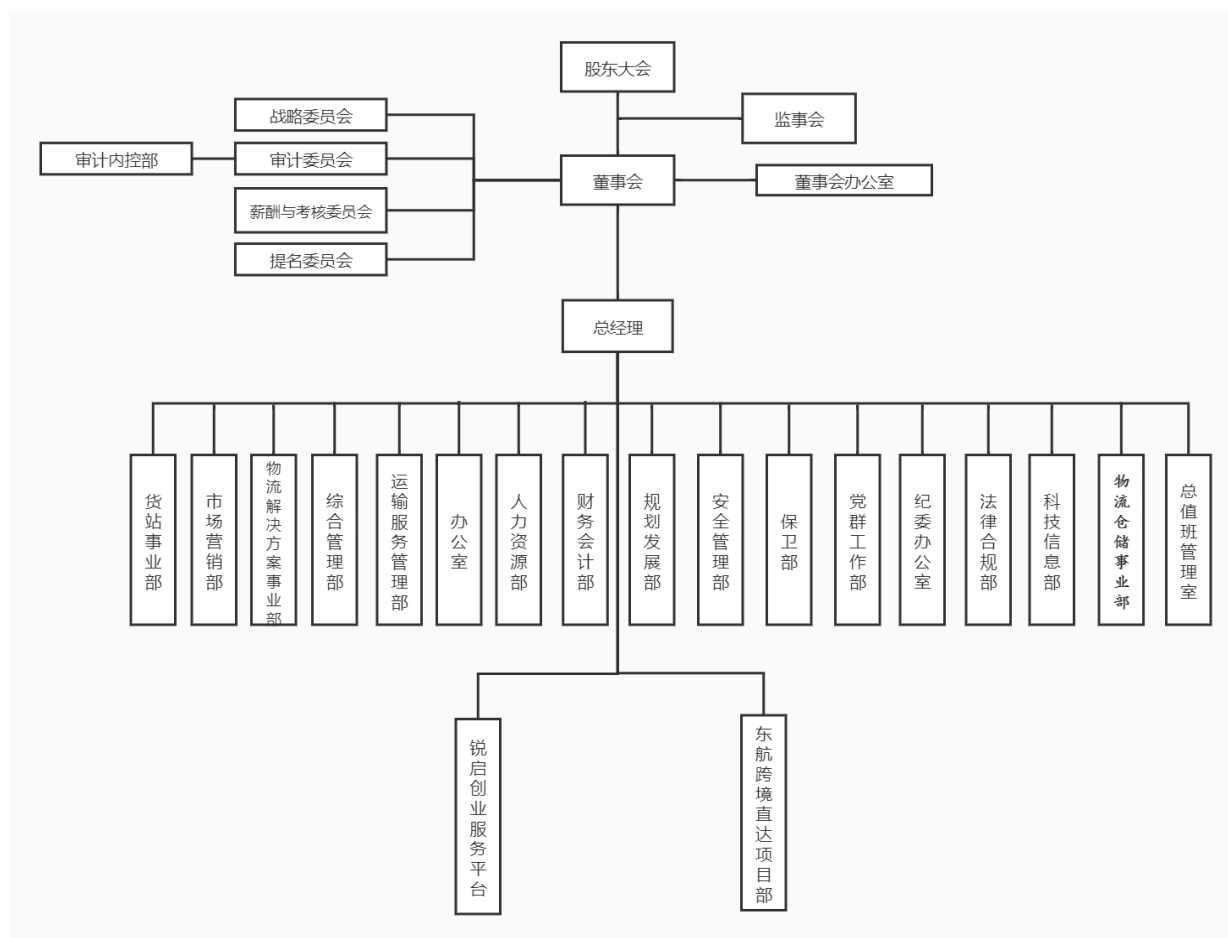 股东大会
战略委员会
监事会
审计内控部
审计委员会
董事会
董事会办公室
薪酬与考核委员会
提名委员会
总经理
货站事业部
市场营销部
物流解决方案事业部
综合管理部
运输服务管理部
办公室
人力资源部
财务会计部
规划发展部
安全管理部
保卫部
党群工作部
纪委办公室
法律合规部
科技信息部
物流仓储事业部
总值班管理室
锐启创业服务平台
东航跨境直达项目部